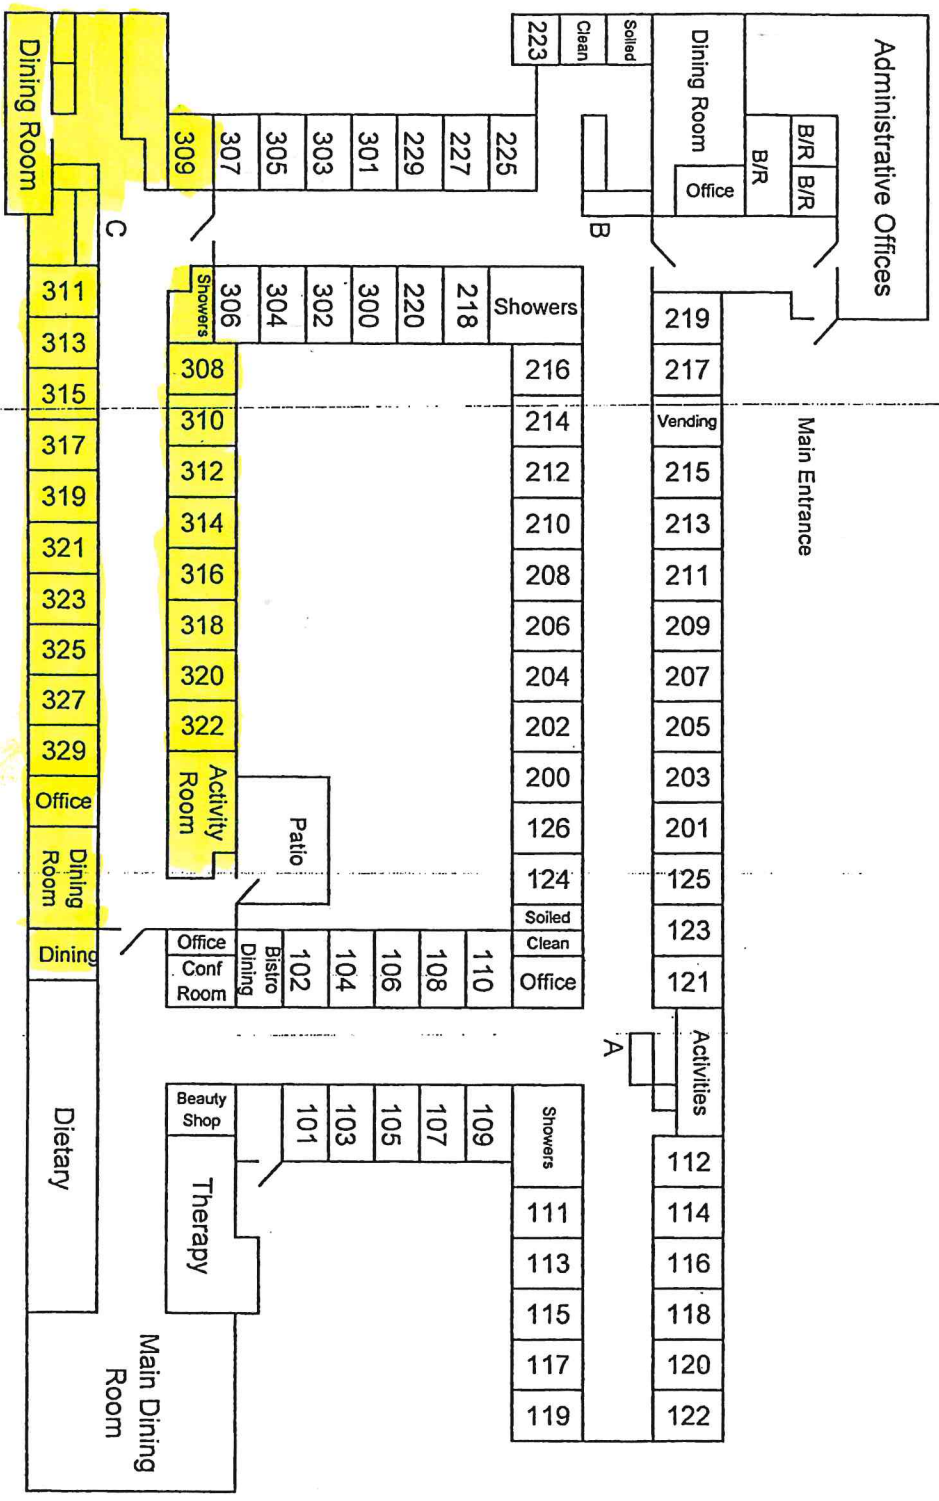 Administrative Offices
B/R
B/R
B/R
Dining Room
Office
Soiled
Clean
223
Dining Room
309
307
305
303
301
229
227
225
C
B
Showers
306
304
302
300
220
218
Showers
219
217
Vending
215
213
211
209
207
205
203
201
125
123
121
Main Entrance
216
214
212
210
208
206
204
202
200
126
124
Soiled
Clean
Office
311
313
315
317
319
321
323
325
327
329
Office
Dining
Room
Dining
308
310
312
314
316
318
320
322
Activity
Room
Patio
Office
Conf
Room
Bistro
Dining
102
104
106
108
110
A
Activities
Beauty
Shop
101
103
105
107
109
Showers
112
114
116
118
120
122
111
113
115
117
119
Therapy
Dietary
Main Dining
Room